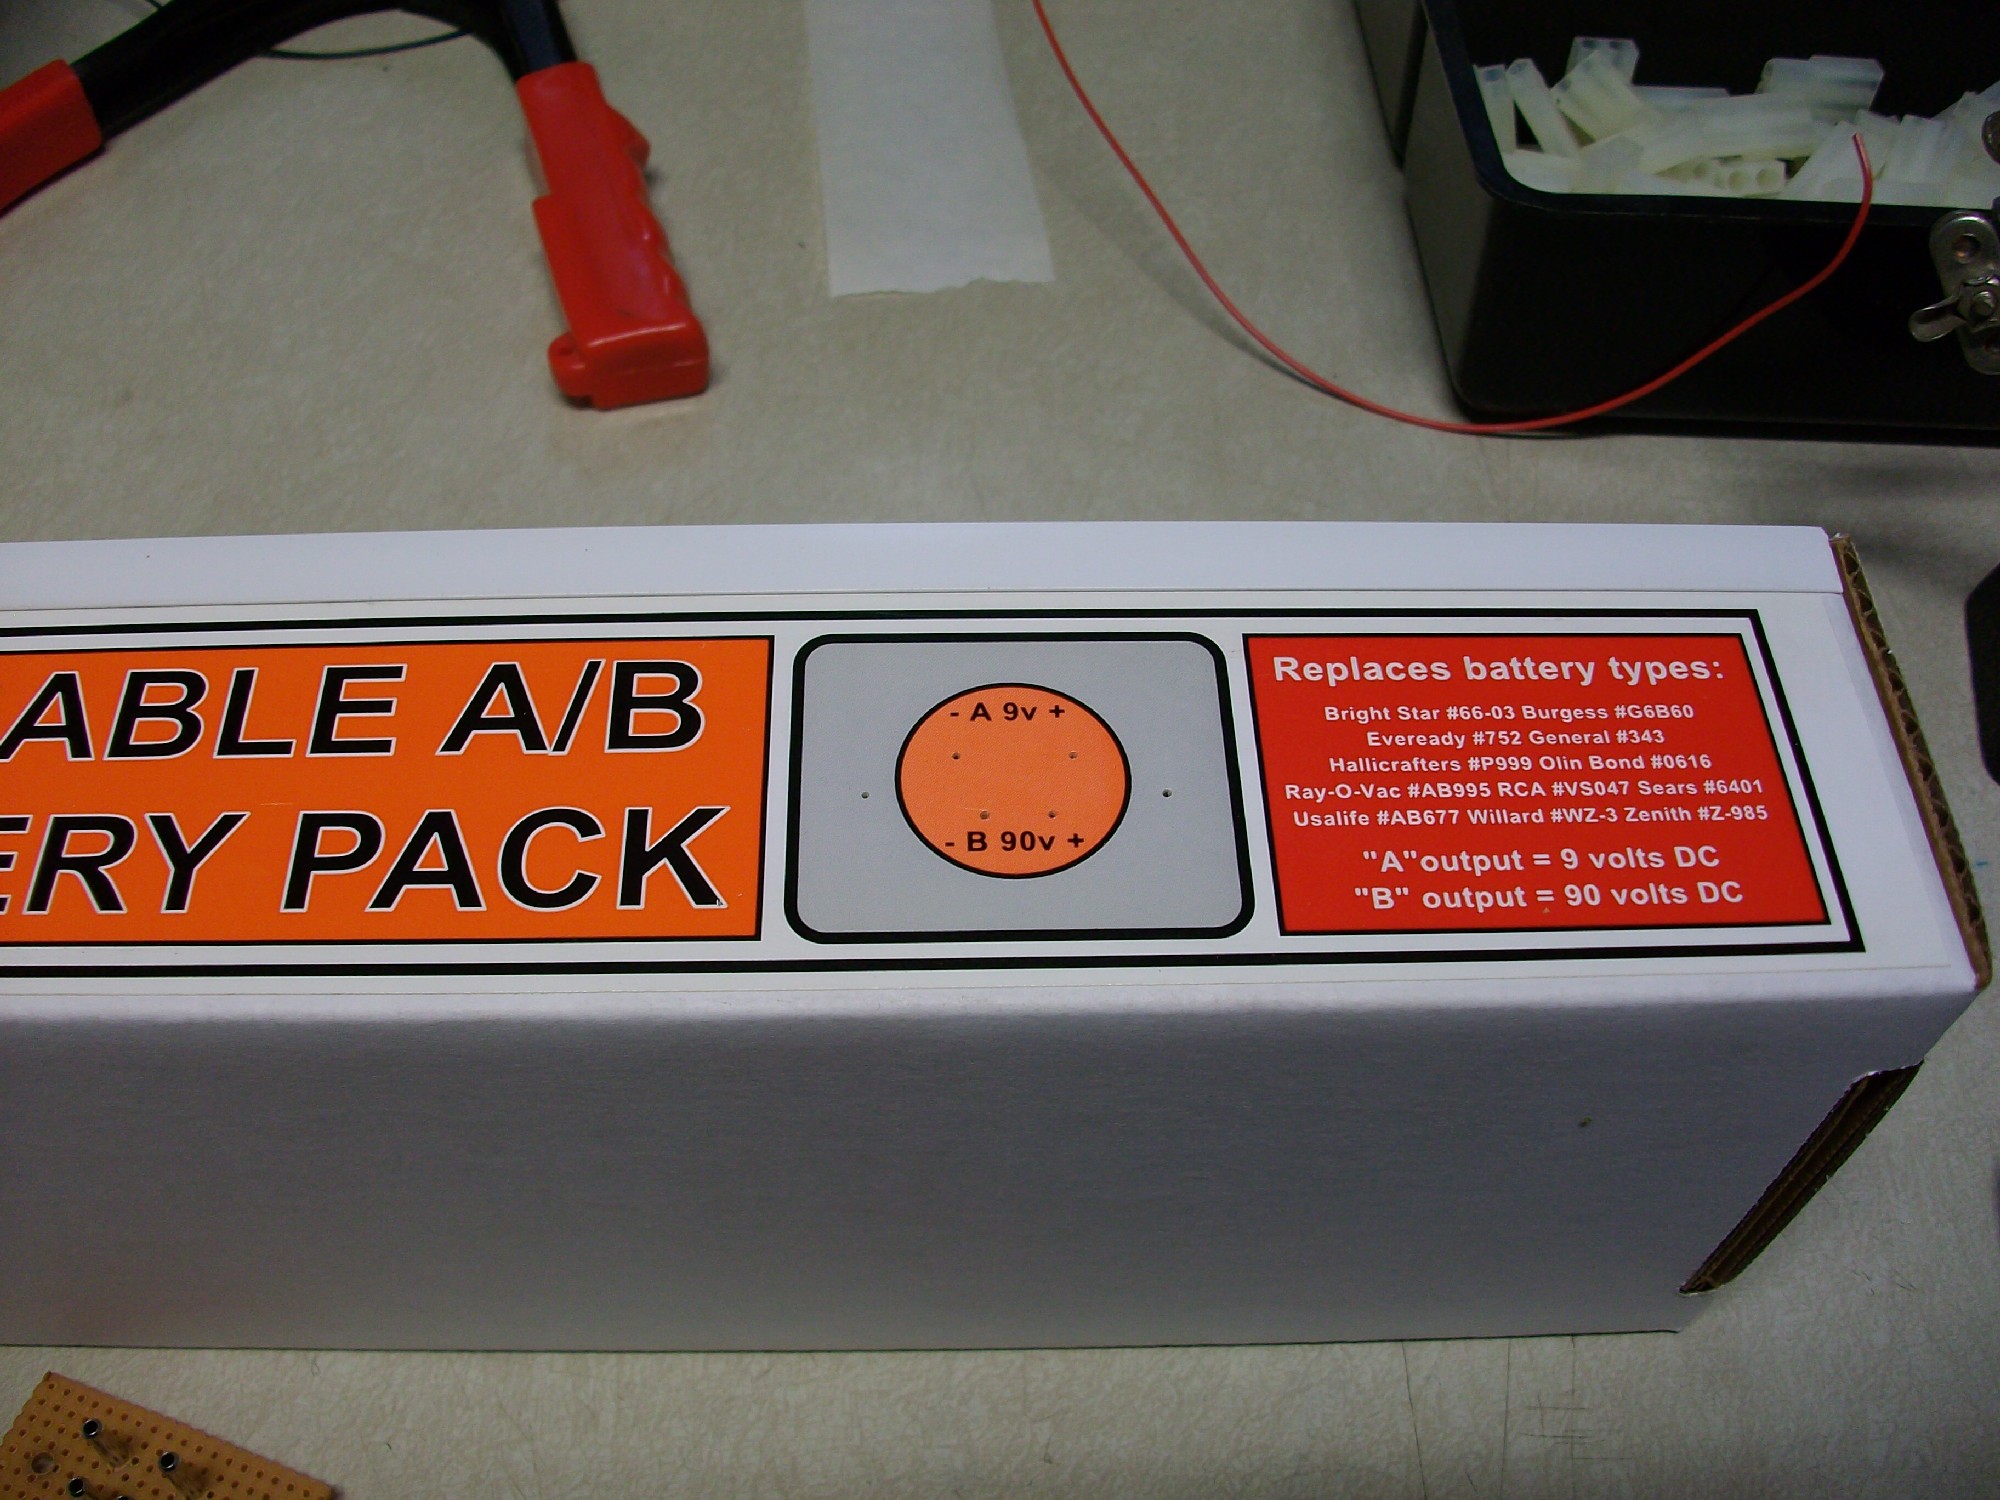 ABLE A/B
ERY PACK
- A 9v +
- B 90v +
Replaces battery types:
Bright Star #66-03 Burgess #G6B60
Eveready #752 General #343
Hallicrafters #P999 Olin Bond #0616
Ray-O-Vac #AB995 RCA #VS047 Sears #6401
Usalife #AB677 Willard #WZ-3 Zenith #Z-985
"A"output = 9 volts DC
"B" output = 90 volts DC